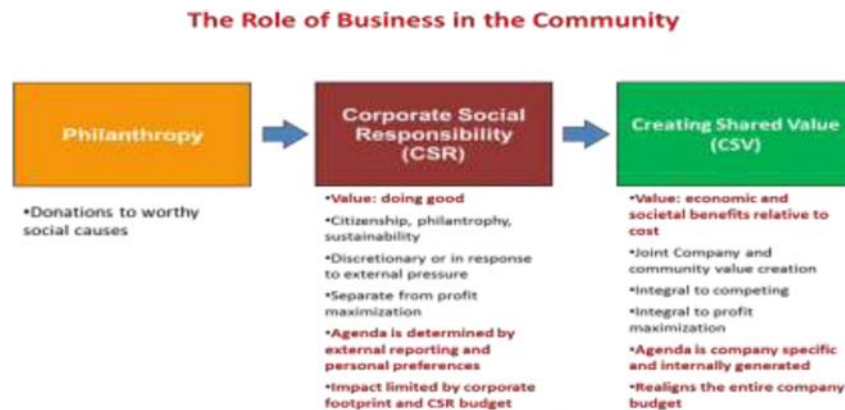 The Role of Business in the Community
Philanthropy
•Donations to worthy
social causes
Corporate Social
Responsibility
(CSR)
•Value: doing good
•Citizenship, philantrophy,
sustainability
•Discretionary or in response
to external pressure
•Separate from profit
maximization
•Agenda is determined by
external reporting and
personal preferences
•Impact limited by corporate
footprint and CSR budget
Creating Shared Value
(CSV)
•Value: economic and
societal benefits relative to
cost
•Joint Company and
community value creation
•Integral to competing
•Integral to profit
maximization
•Agenda is company specific
and internally generated
•Realigns the entire company
budget